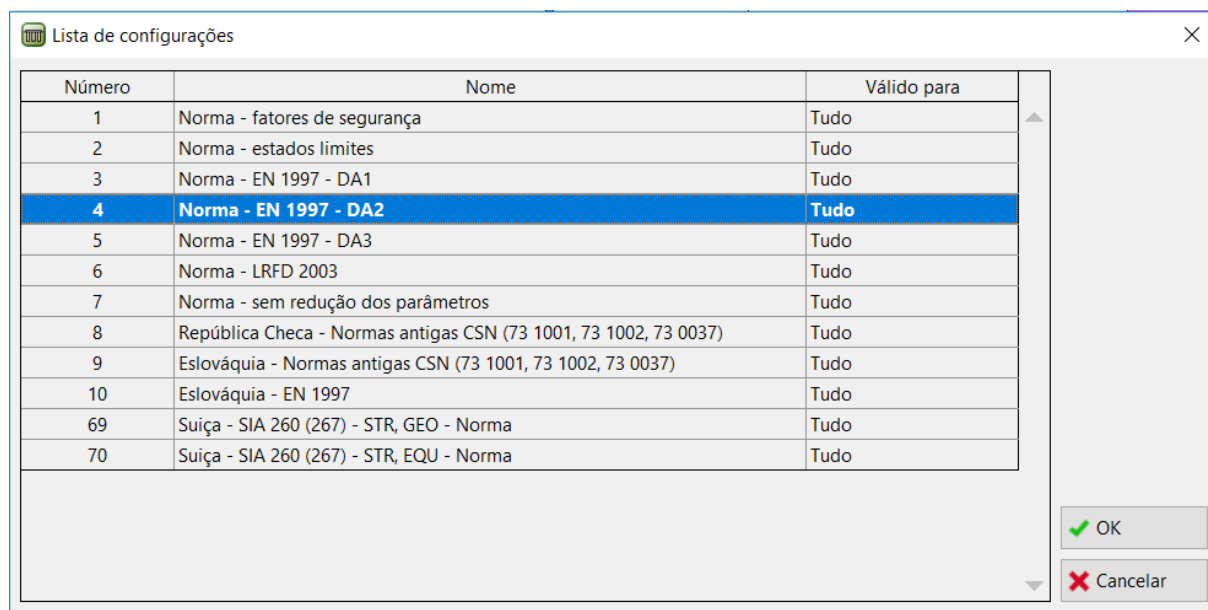 Lista de configurações
Número Nome Válido para
1 Norma - fatores de segurança Tudo
2 Norma - estados limites Tudo
3 Norma - EN 1997 - DA1 Tudo
4 Norma - EN 1997 - DA2 Tudo
5 Norma - EN 1997 - DA3 Tudo
6 Norma - LRFD 2003 Tudo
7 Norma - sem redução dos parâmetros Tudo
8 República Checa - Normas antigas CSN (73 1001, 73 1002, 73 0037) Tudo
9 Eslováquia - Normas antigas CSN (73 1001, 73 1002, 73 0037) Tudo
10 Eslováquia - EN 1997 Tudo
69 Suiça - SIA 260 (267) - STR, GEO - Norma Tudo
70 Suiça - SIA 260 (267) - STR, EQU - Norma Tudo
OK
Cancelar